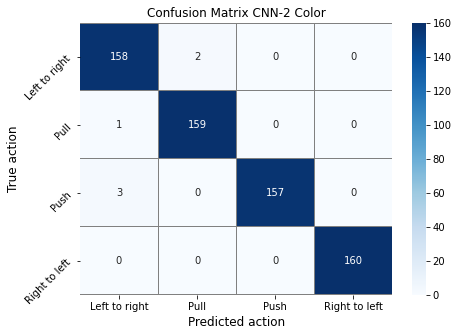 Confusion Matrix CNN-2 Color
True action
Left to right 158 2 0 0
Pull 1 159 0 0
Push 3 0 157 0
Right to left 0 0 0 160
Left to right Pull Push Right to left
Predicted action
160
140
120
100
80
60
40
20
0